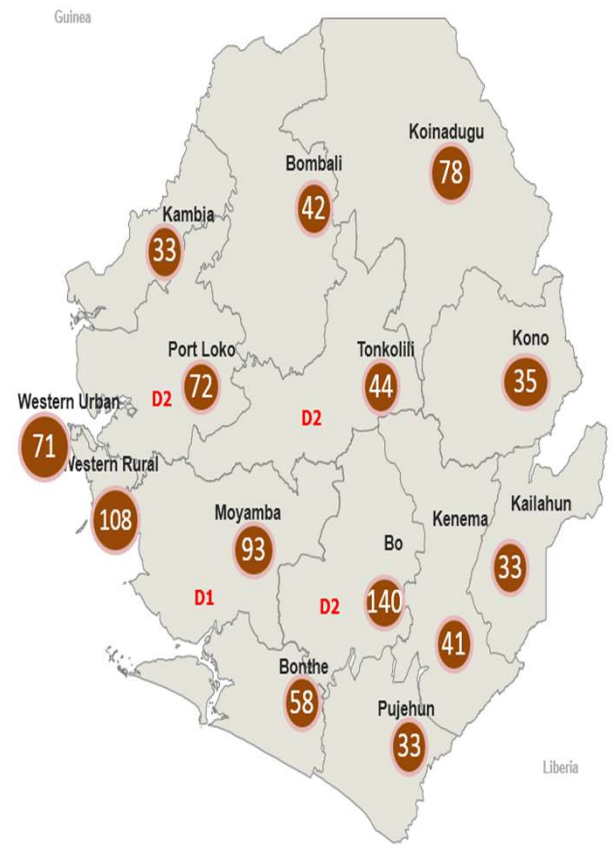 Guinea
Koinadugu
78
Bombali
42
Kambia
33
Port Loko
72
D2
Tonkolili
44
D2
Kono
35
Western Urban
71
Western Rural
108
Moyamba
93
D1
Bo
140
D2
Kenema
41
Kailahun
33
Bonthe
58
Pujehun
33
Liberia